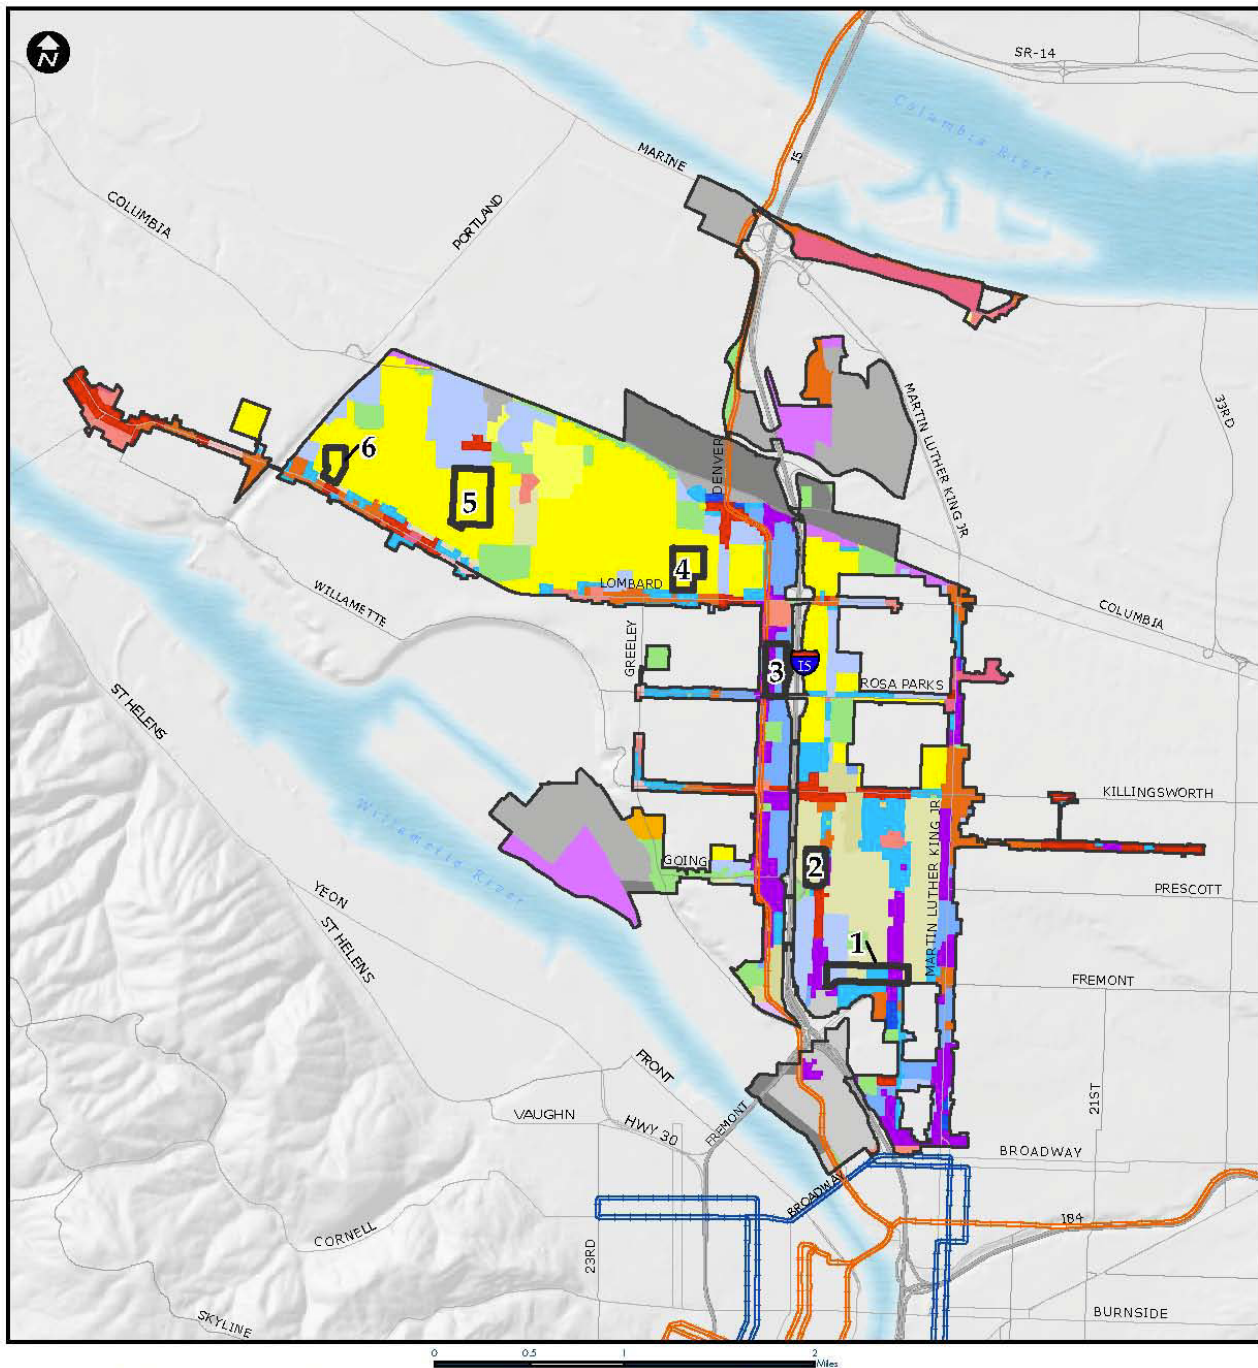 N
SR-14
Columbia River
MARINE
I5
COLUMBIA
PORTLAND
33RD
MARTIN LUTHER KING JR
DENVER
6
5
4
LOMBARD
WILLAMETTE
COLUMBIA
GREELEY
3
I5
ROSA PARKS
ST HELENS
KILLINGSWORTH
Willamette River
GOING
2
MARTIN LUTHER KING JR
PRESCOTT
YEON
ST HELENS
1
FREMONT
FRONT
VAUGHN
HWY 30
FREMONT
21ST
BROADWAY
BROADWAY
I84
CORNELL
23RD
SKYLINE
BURNSIDE
0 0.5 1 2
Miles